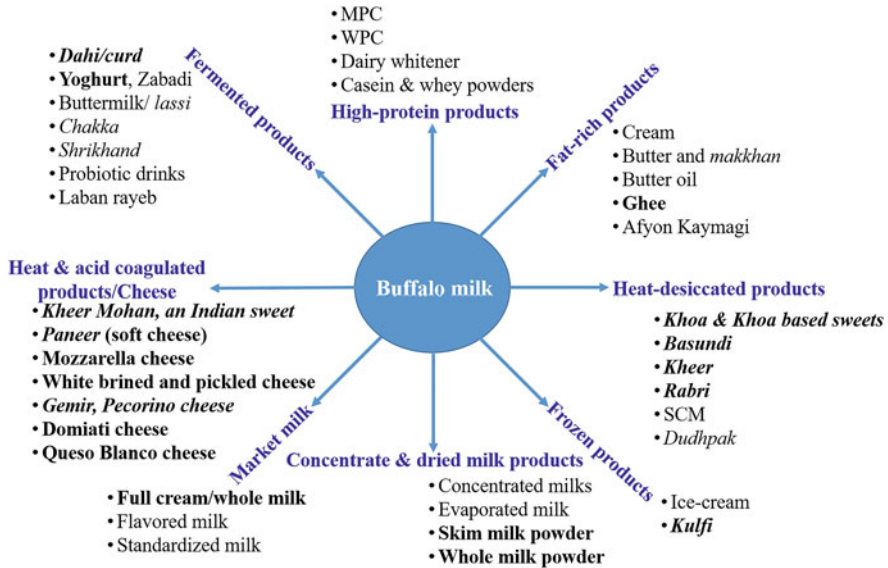 • MPC
• WPC
• Dairy whitener
• Casein & whey powders
High-protein products
• Dahi/curd
• Yoghurt, Zabadi
• Buttermilk/ lassi
• Chakka
• Shrikhand
• Probiotic drinks
• Laban rayeb
Fermented products
Fat-rich products
• Cream
• Butter and makkhan
• Butter oil
• Ghee
• Afyon Kaymagi
Buffalo milk
Heat & acid coagulated
products/Cheese
• Kheer Mohan, an Indian sweet
• Paneer (soft cheese)
• Mozzarella cheese
• White brined and pickled cheese
• Gemir, Pecorino cheese
• Domiati cheese
• Queso Blanco cheese
Heat-desiccated products
• Khoa & Khoa based sweets
• Basundi
• Kheer
• Rabri
• SCM
• Dudhpak
Market milk
• Full cream/whole milk
• Flavored milk
• Standardized milk
Concentrate & dried milk products
• Concentrated milks
• Evaporated milk
• Skim milk powder
• Whole milk powder
Frozen products
• Ice-cream
• Kulfi